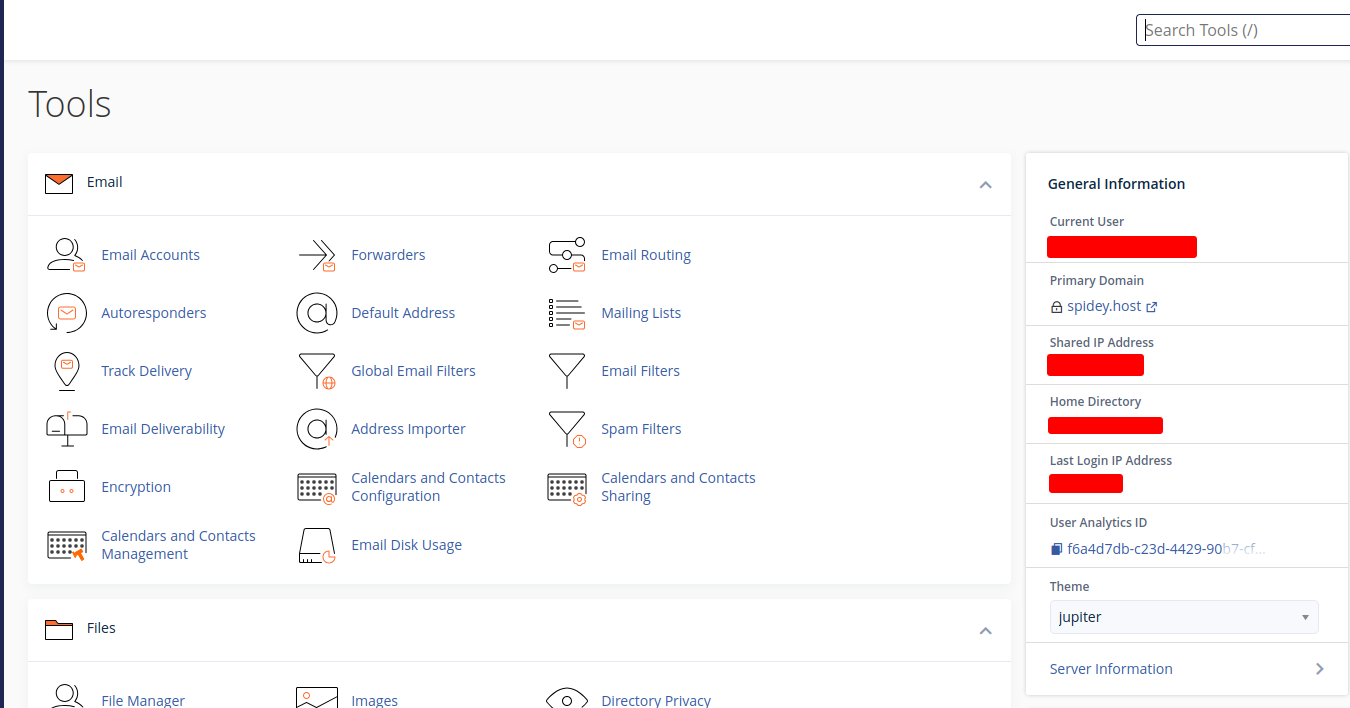 Search Tools (/)
Tools
Email
Email Accounts
Forwarders
Email Routing
Autoresponders
Default Address
Mailing Lists
Track Delivery
Global Email Filters
Email Filters
Email Deliverability
Address Importer
Spam Filters
Encryption
Calendars and Contacts
Configuration
Calendars and Contacts
Sharing
Calendars and Contacts
Management
Email Disk Usage
Files
File Manager
Images
Directory Privacy
General Information
Current User
Primary Domain
spidey.host
Shared IP Address
Home Directory
Last Login IP Address
User Analytics ID
f6a4d7db-c23d-4429-90b7-cf...
Theme
jupiter
Server Information